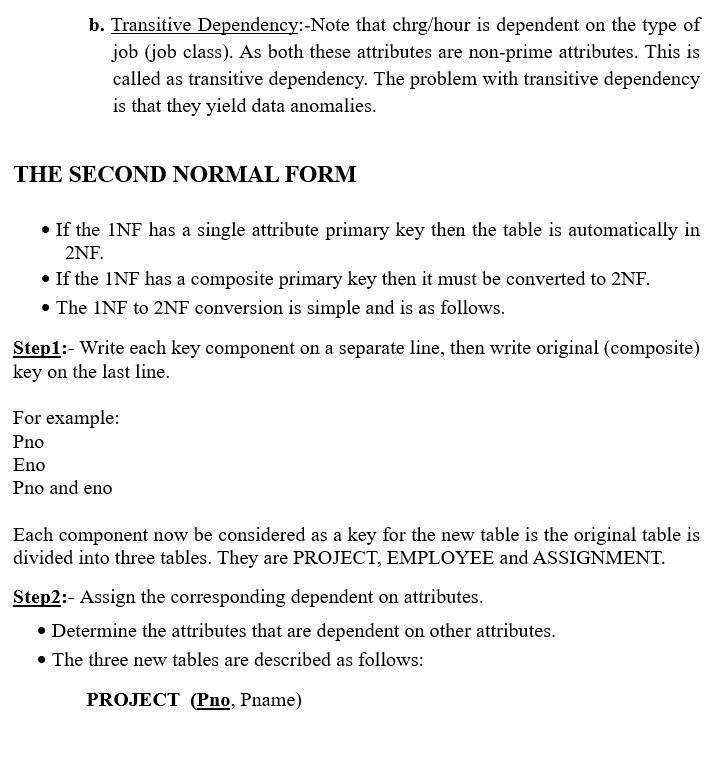 b. Transitive Dependency:-Note that chrg/hour is dependent on the type of
job (job class). As both these attributes are non-prime attributes. This is
called as transitive dependency. The problem with transitive dependency
is that they yield data anomalies.
THE SECOND NORMAL FORM
• If the 1NF has a single attribute primary key then the table is automatically in
2NF.
• If the 1NF has a composite primary key then it must be converted to 2NF.
• The 1NF to 2NF conversion is simple and is as follows.
Step1:- Write each key component on a separate line, then write original (composite)
key on the last line.
For example:
Pno
Eno
Pno and eno
Each component now be considered as a key for the new table is the original table is
divided into three tables. They are PROJECT, EMPLOYEE and ASSIGNMENT.
Step2:- Assign the corresponding dependent on attributes.
• Determine the attributes that are dependent on other attributes.
• The three new tables are described as follows:
PROJECT (Pno, Pname)